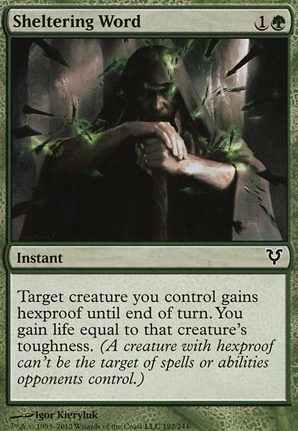 Sheltering Word 1
Instant
Target creature you control gains
hexproof until end of turn. You
gain life equal to that creature's
toughness. (A creature with hexproof
can't be the target of spells or abilities
opponents control.)
Igor Kieryluk
™ & © 1993–2012 Wizards of the Coast LLC 192/244